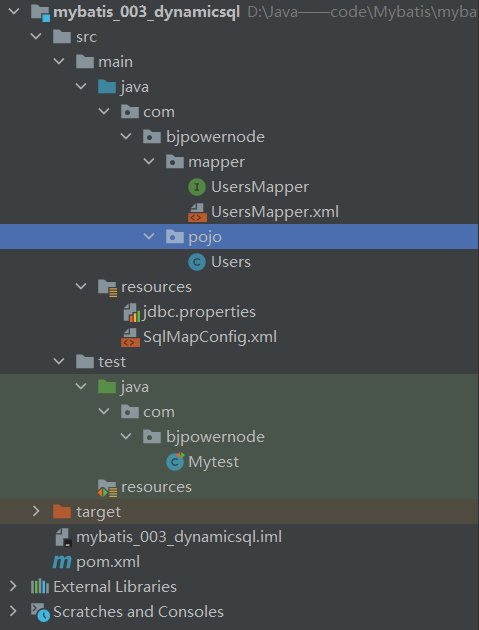 mybatis_003_dynamicsql D:\Java——code\Mybatis\myba
src
main
java
com
bjpowernode
mapper
UsersMapper
UsersMapper.xml
pojo
Users
resources
jdbc.properties
SqlMapConfig.xml
test
java
com
bjpowernode
Mytest
resources
target
mybatis_003_dynamicsql.iml
pom.xml
External Libraries
Scratches and Consoles